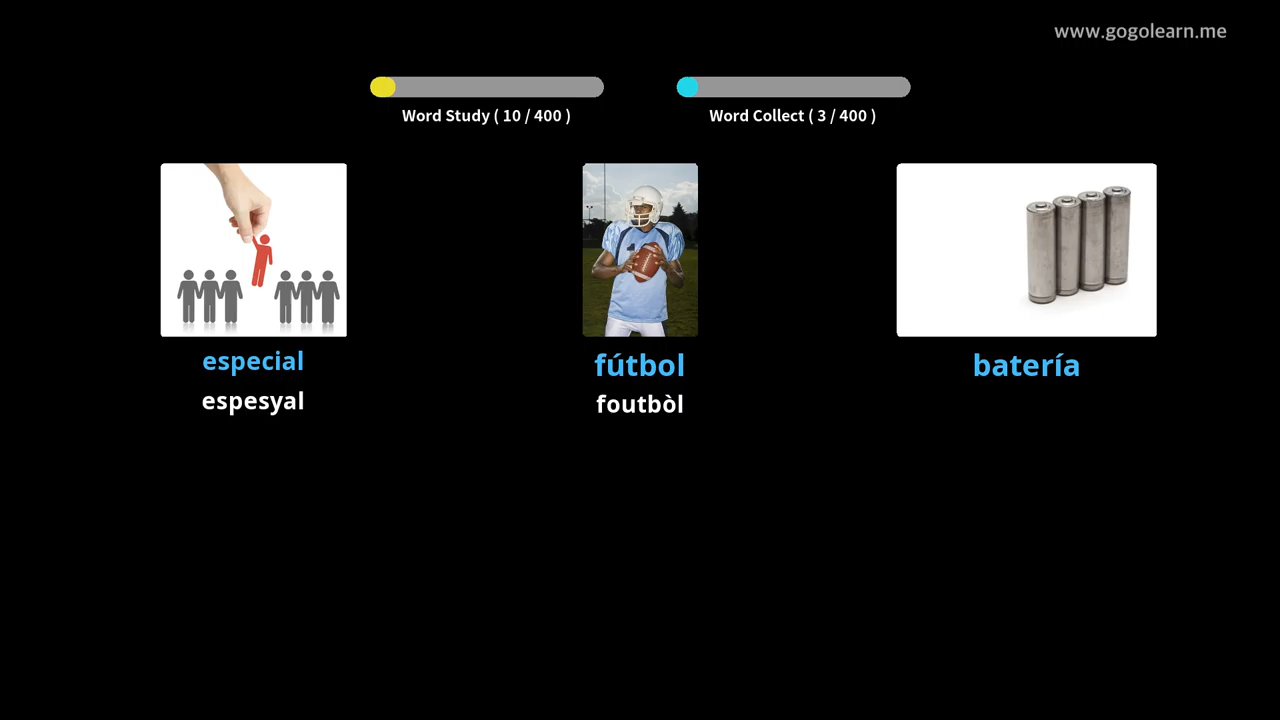 www.gogolearn.me
Word Study ( 10 / 400 )
Word Collect ( 3 / 400 )
especial
espesyal
fútbol
foutbòl
batería